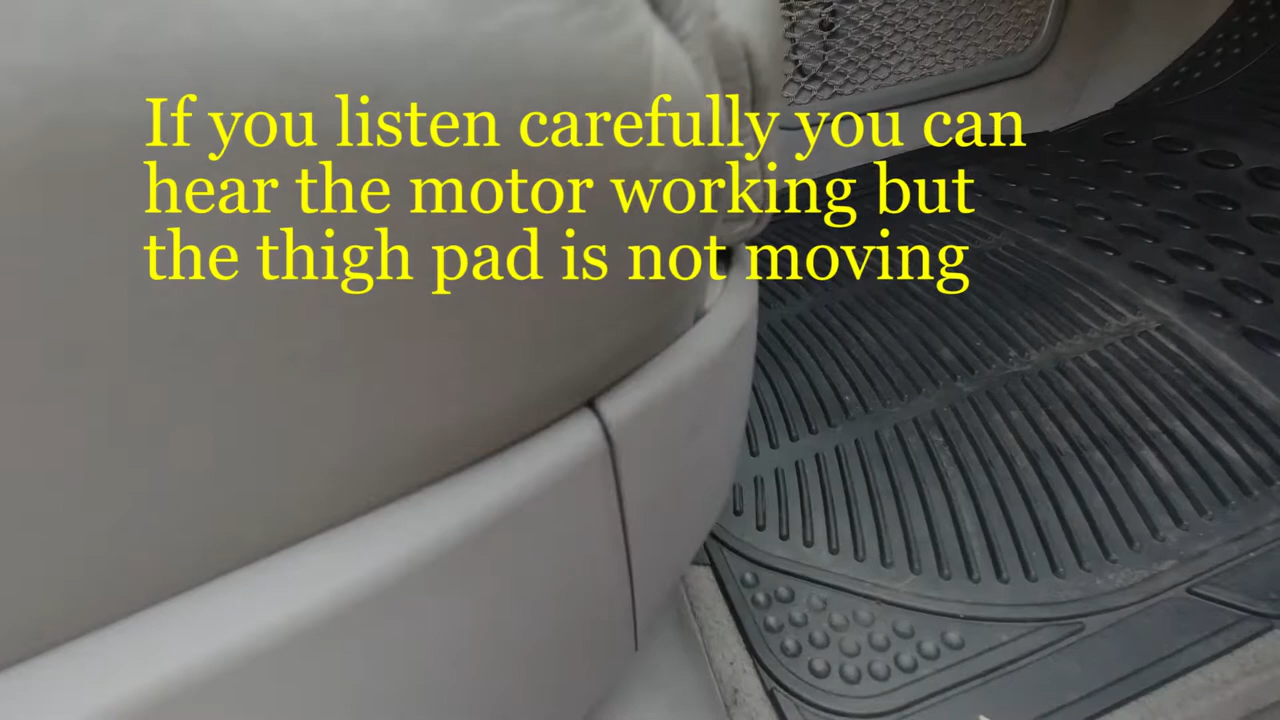 If you listen carefully you can
hear the motor working but
the thigh pad is not moving